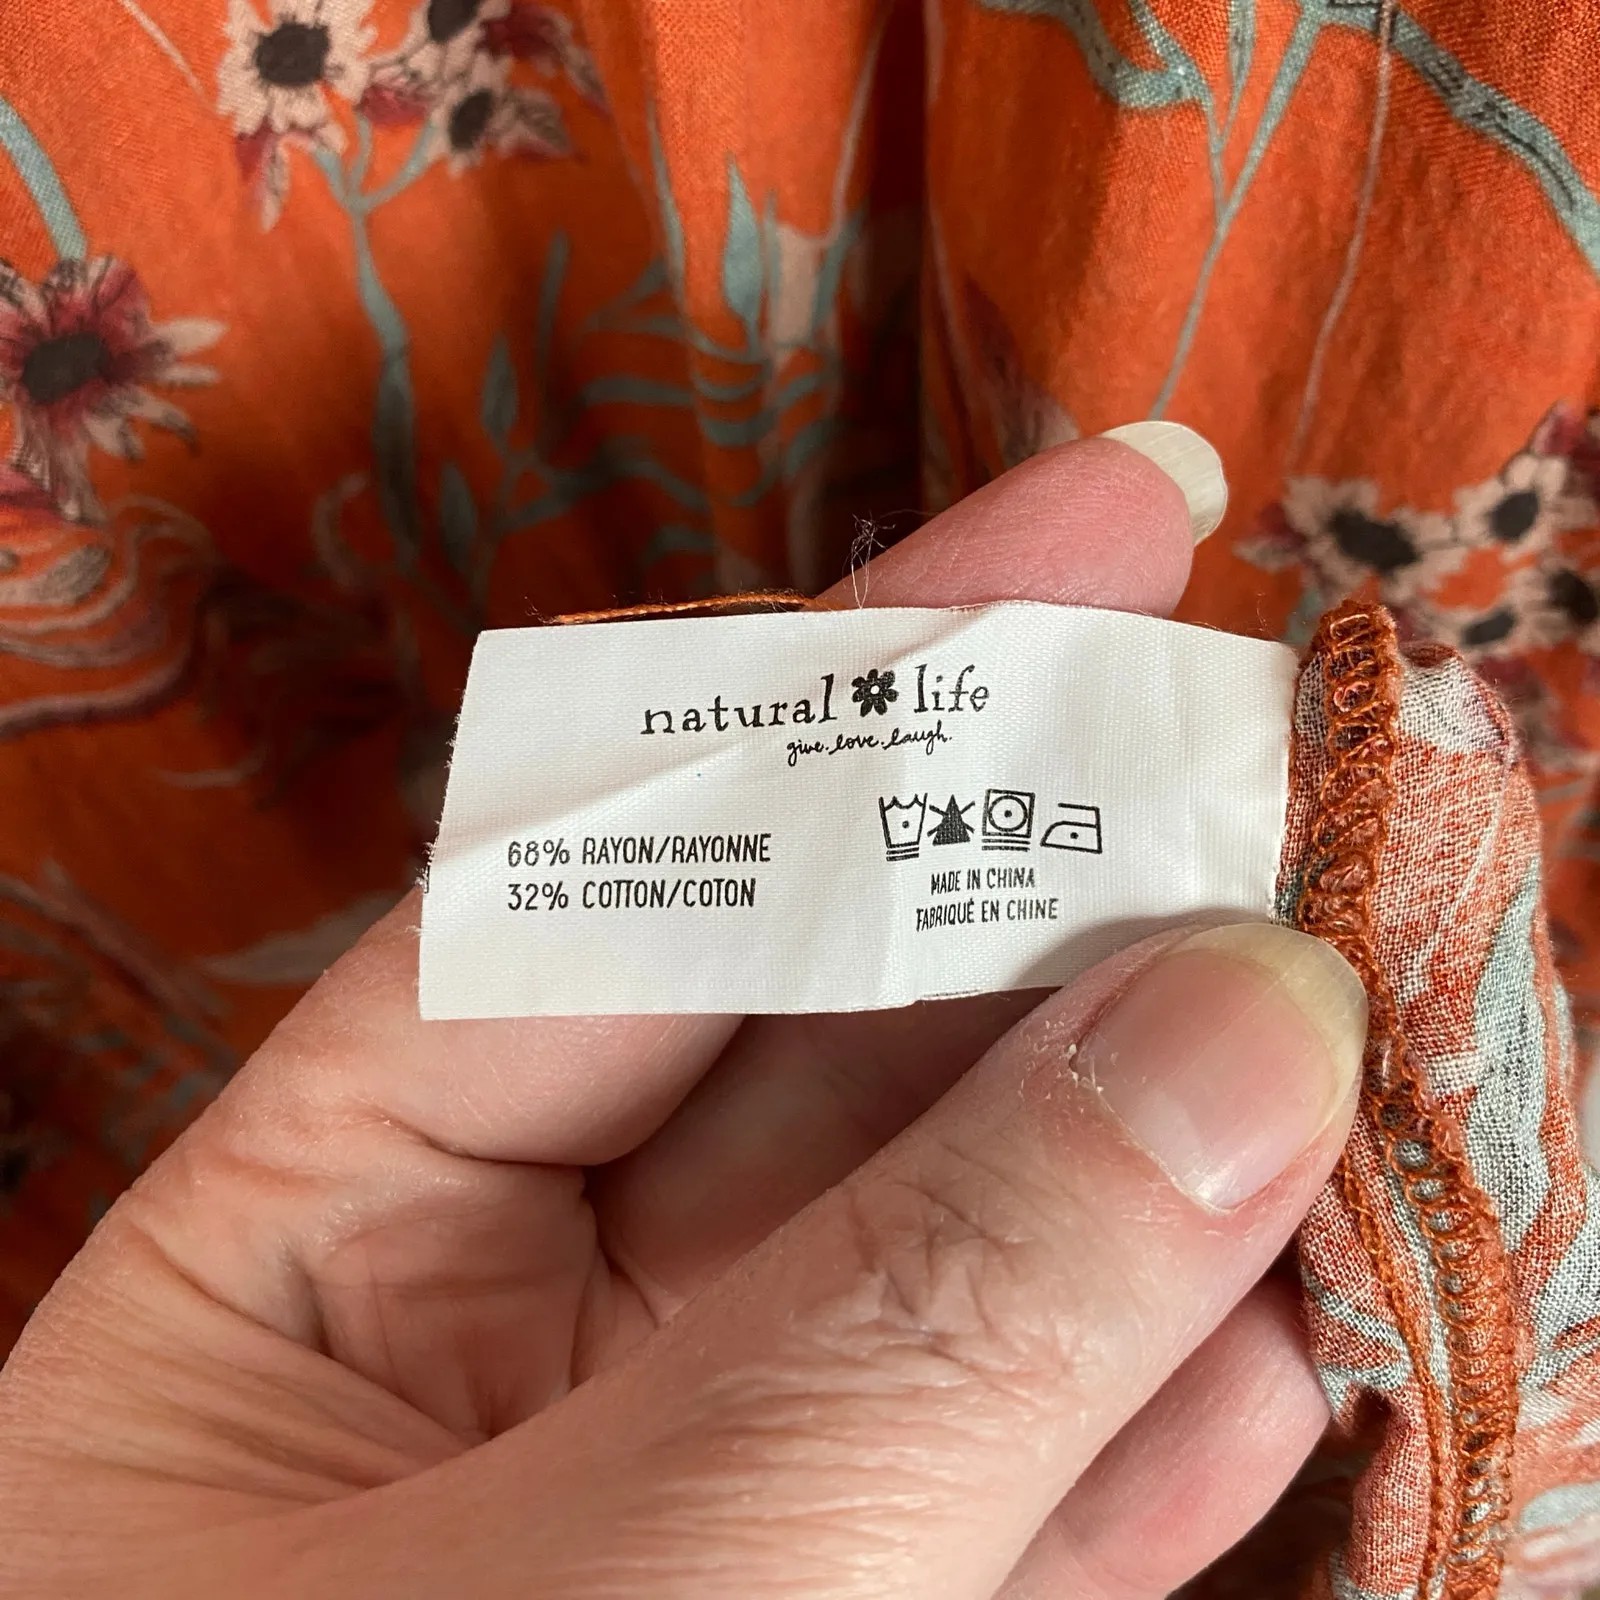 natural life
give. love. laugh.
68% RAYON/RAYONNE
32% COTTON/COTON
MADE IN CHINA
FABRIQUÉ EN CHINE